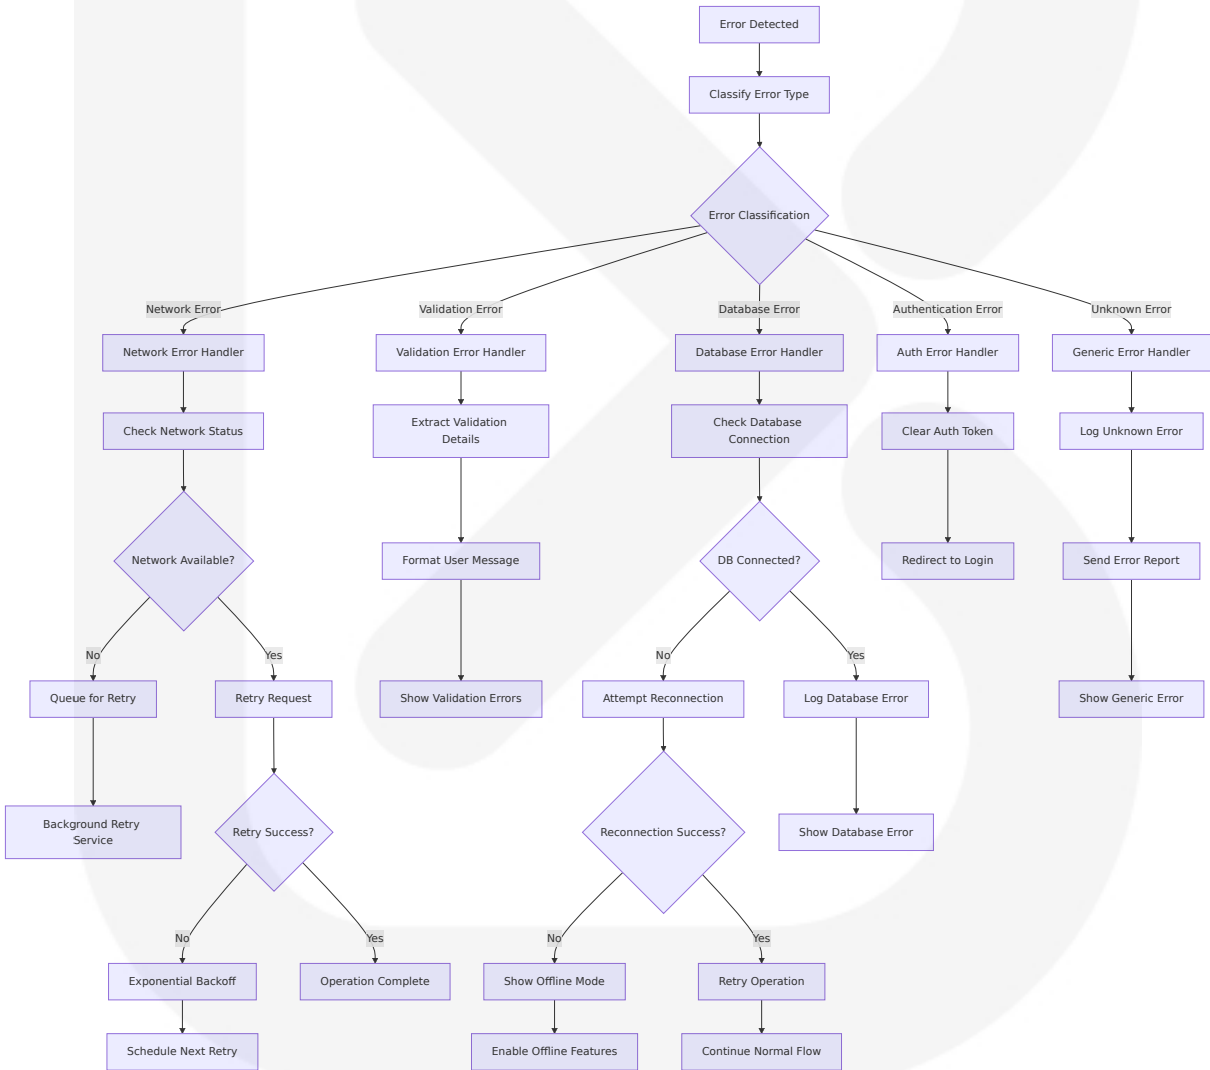 Error Detected
Classify Error Type
Error Classification
Network Error
Validation Error
Database Error
Authentication Error
Unknown Error
Network Error Handler
Validation Error Handler
Database Error Handler
Auth Error Handler
Generic Error Handler
Check Network Status
Extract Validation
Details
Check Database
Connection
Clear Auth Token
Log Unknown Error
Network Available?
Format User Message
DB Connected?
Redirect to Login
Send Error Report
No
Yes
No
Yes
Queue for Retry
Retry Request
Show Validation Errors
Attempt Reconnection
Log Database Error
Show Generic Error
Background Retry
Service
Retry Success?
Reconnection Success?
Show Database Error
No
Yes
No
Yes
Exponential Backoff
Operation Complete
Show Offline Mode
Retry Operation
Schedule Next Retry
Enable Offline Features
Continue Normal Flow